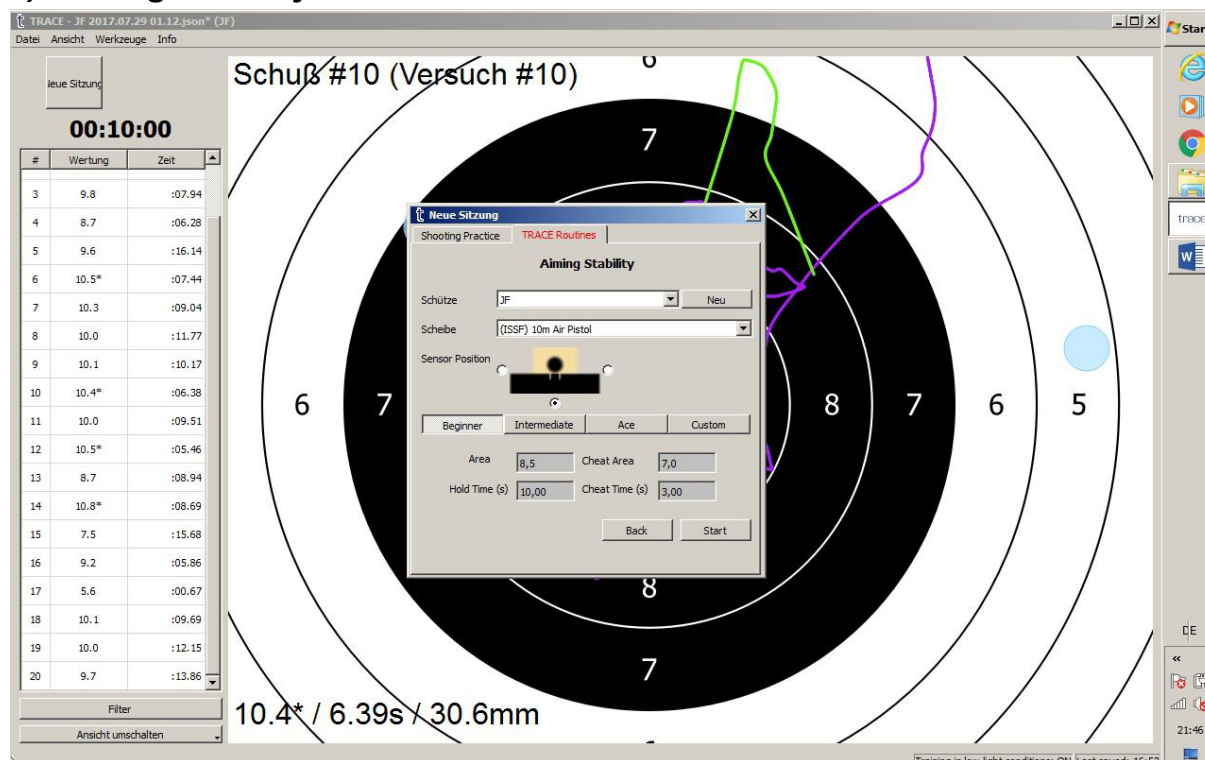 TRACE - JF 2017.07.29 01.12.json* (JF)
Datei Ansicht Werkzeuge Info
Start
Neue Sitzung
00:10:00
# Wertung Zeit
3 9.8 :07.94
4 8.7 :06.28
5 9.6 :16.14
6 10.5* :07.44
7 10.3 :09.04
8 10.0 :11.77
9 10.1 :10.17
10 10.4* :06.38
11 10.0 :09.51
12 10.5* :05.46
13 8.7 :08.94
14 10.8* :08.69
15 7.5 :15.68
16 9.2 :05.86
17 5.6 :00.67
18 10.1 :09.69
19 10.0 :12.15
20 9.7 :13.86
Filter
Ansicht umschalten
Schuß #10 (Versuch #10)
6
7
6 7 8 7 6 5
8
7
10.4* / 6.39s / 30.6mm
Neue Sitzung
Shooting Practice TRACE Routines
Aiming Stability
Schütze JF Neu
Scheibe (ISSF) 10m Air Pistol
Sensor Position
Beginner Intermediate Ace Custom
Area 8,5 Cheat Area 7,0
Hold Time (s) 10,00 Cheat Time (s) 3,00
Back Start
trace
W
DE
«
21:46